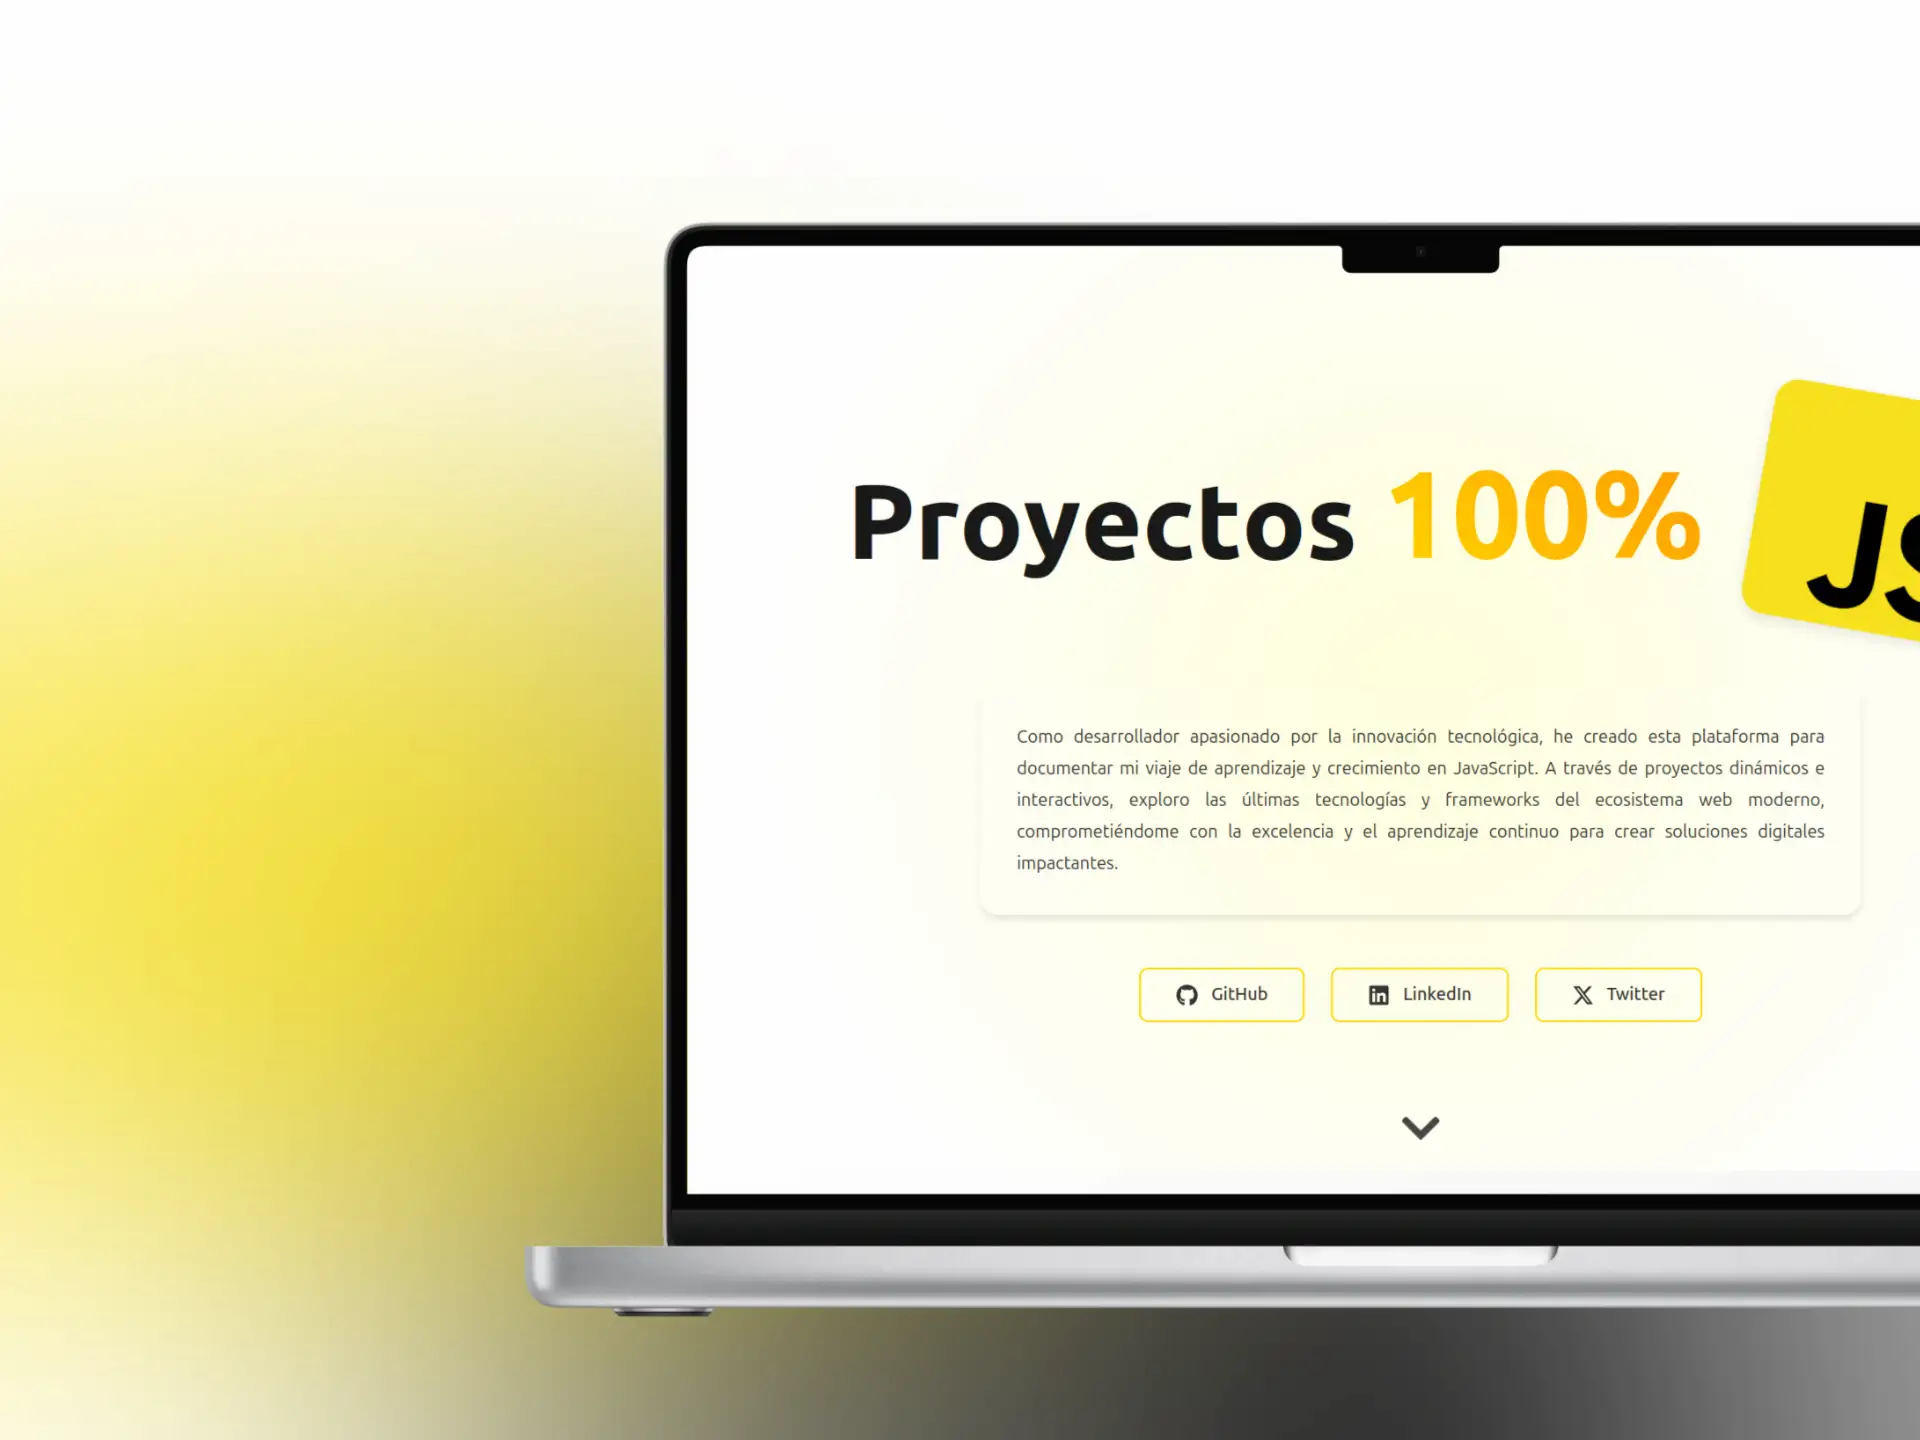 Proyectos 100%
JS
Como desarrollador apasionado por la innovación tecnológica, he creado esta plataforma para
documentar mi viaje de aprendizaje y crecimiento en JavaScript. A través de proyectos dinámicos e
interactivos, exploro las últimas tecnologías y frameworks del ecosistema web moderno,
comprometiéndome con la excelencia y el aprendizaje continuo para crear soluciones digitales
impactantes.
GitHub
LinkedIn
Twitter